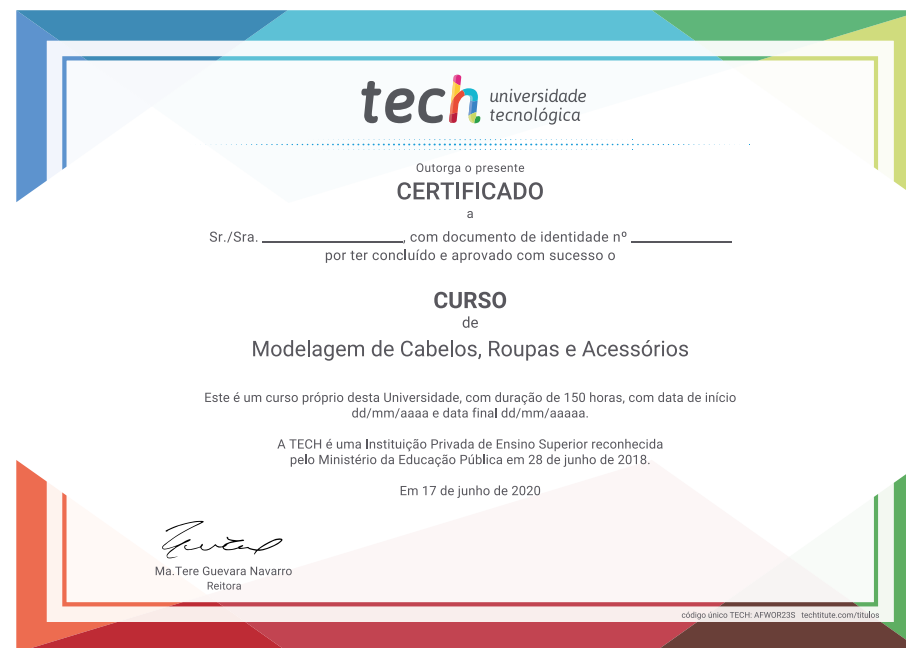 tech universidade
tecnológica
Outorga o presente
CERTIFICADO
a
Sr./Sra. ____________, com documento de identidade nº ____________
por ter concluído e aprovado com sucesso o
CURSO
de
Modelagem de Cabelos, Roupas e Acessórios
Este é um curso próprio desta Universidade, com duração de 150 horas, com data de início
dd/mm/aaaa e data final dd/mm/aaaaa.
A TECH é uma Instituição Privada de Ensino Superior reconhecida
pelo Ministério da Educação Pública em 28 de junho de 2018.
Em 17 de junho de 2020
Ma.Tere Guevara Navarro
Reitora
código único TECH: AFWOR23S techtitute.com/titulos